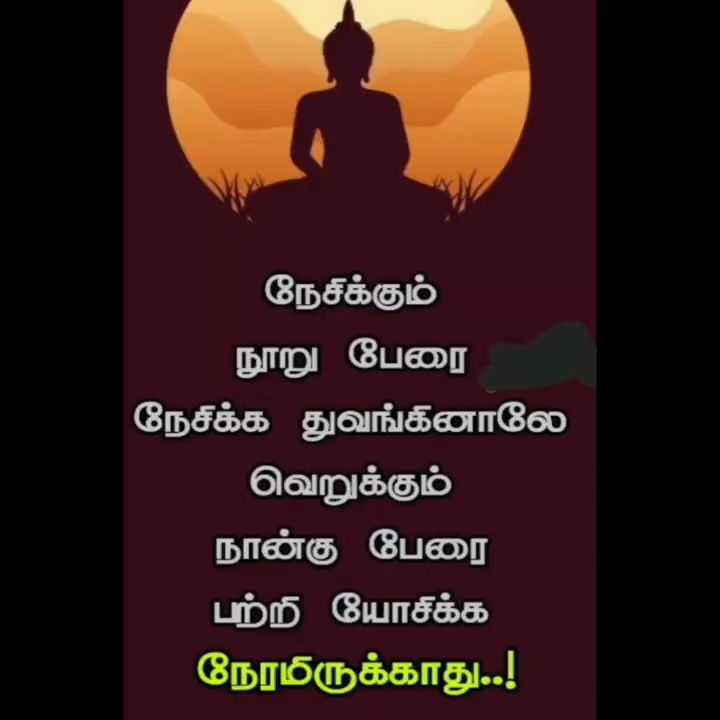 நேசிக்கும்
நூறு பேரை
நேசிக்க துவங்கினாலே
வெறுக்கும்
நான்கு பேரை
பற்றி யோசிக்க
நேரமிருக்காது..!